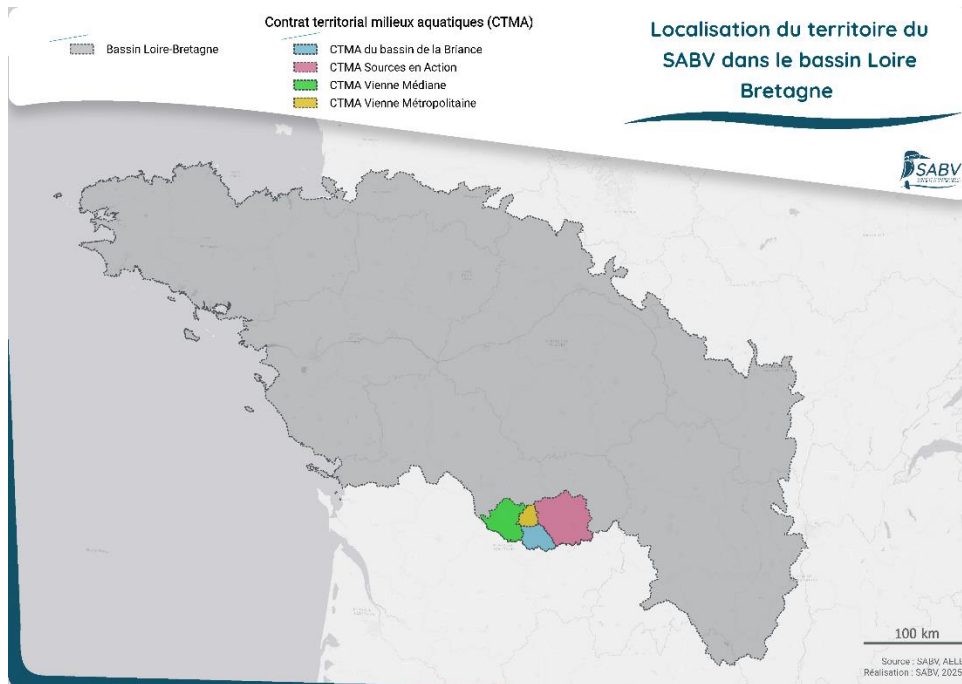 Contrat territorial milieux aquatiques (CTMA)
Bassin Loire-Bretagne
CTMA du bassin de la Briance
CTMA Sources en Action
CTMA Vienne Médiane
CTMA Vienne Métropolitaine
Localisation du territoire du
SABV dans le bassin Loire
Bretagne
SABV
100 km
Source : SABV, AELB
Réalisation : SABV, 2025